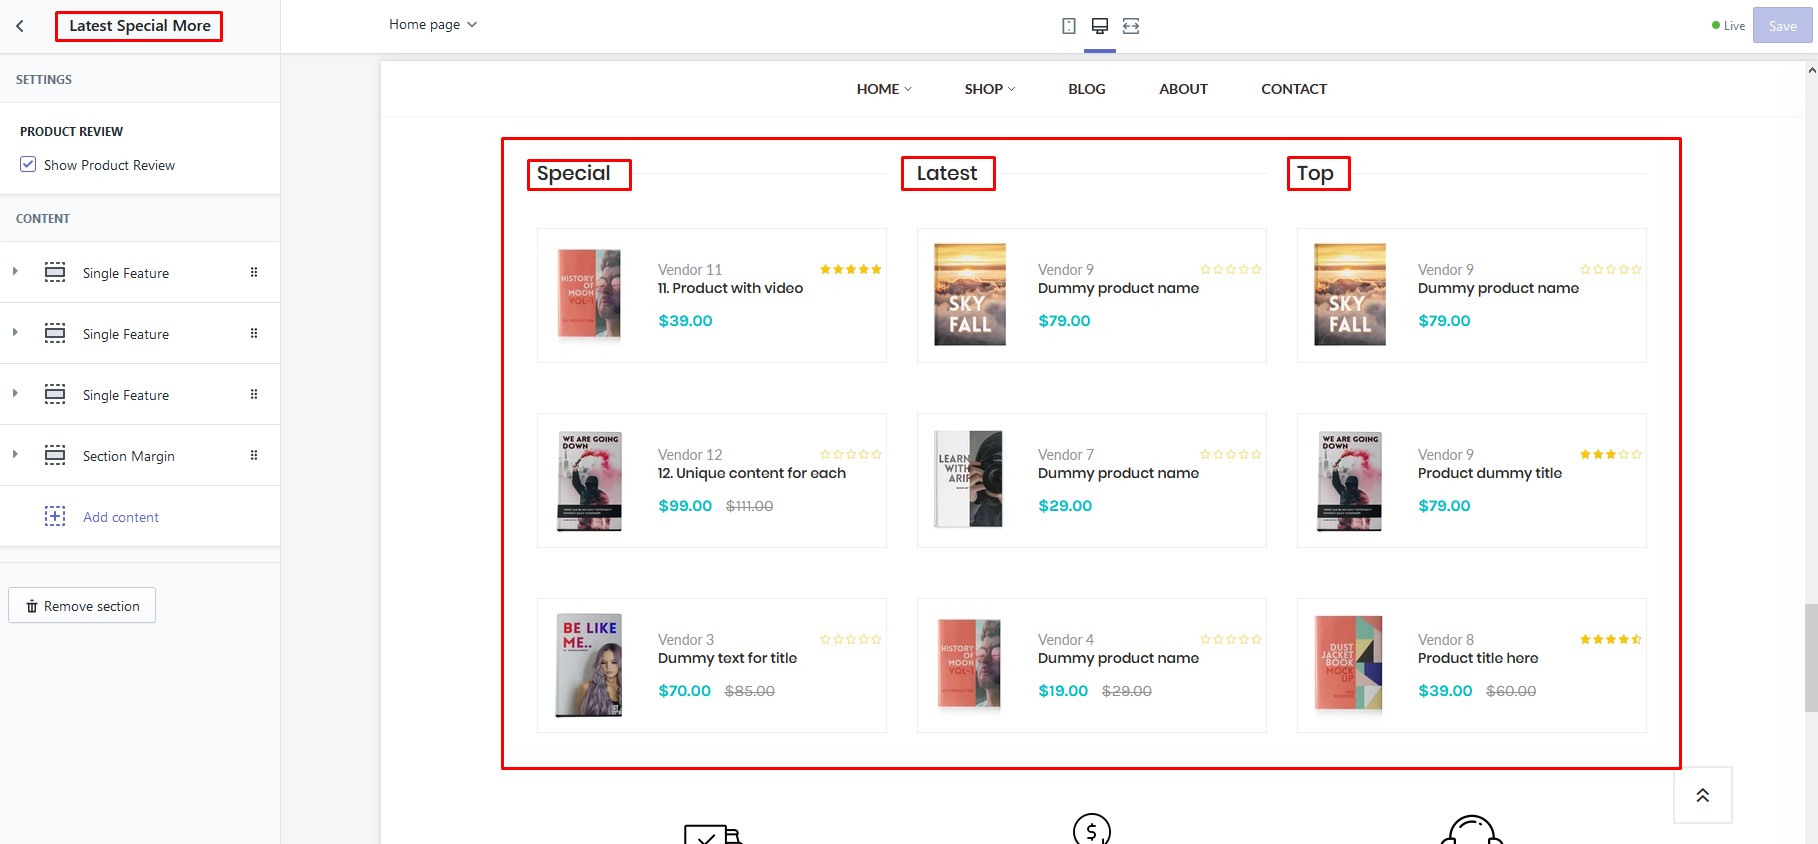 Latest Special More
Home page
Live
Save
SETTINGS
PRODUCT REVIEW
Show Product Review
CONTENT
Single Feature
Single Feature
Single Feature
Section Margin
Add content
Remove section
HOME
SHOP
BLOG
ABOUT
CONTACT
Special
Latest
Top
HISTORY
OF
MOON
VOL-1
Vendor 11
11. Product with video
$39.00
SKY
FALL
Vendor 9
Dummy product name
$79.00
SKY
FALL
Vendor 9
Dummy product name
$79.00
WE ARE GOING
DOWN
Vendor 12
12. Unique content for each
$99.00 $111.00
LEARN
WITH
ARIF
Vendor 7
Dummy product name
$29.00
WE ARE GOING
DOWN
Vendor 9
Product dummy title
$79.00
BE LIKE
ME..
Vendor 3
Dummy text for title
$70.00 $85.00
HISTORY
OF
MOON
VOL-1
Vendor 4
Dummy product name
$19.00 $29.00
DUST
JACKET
BOOK
MOCK
UP
Vendor 8
Product title here
$39.00 $60.00
$